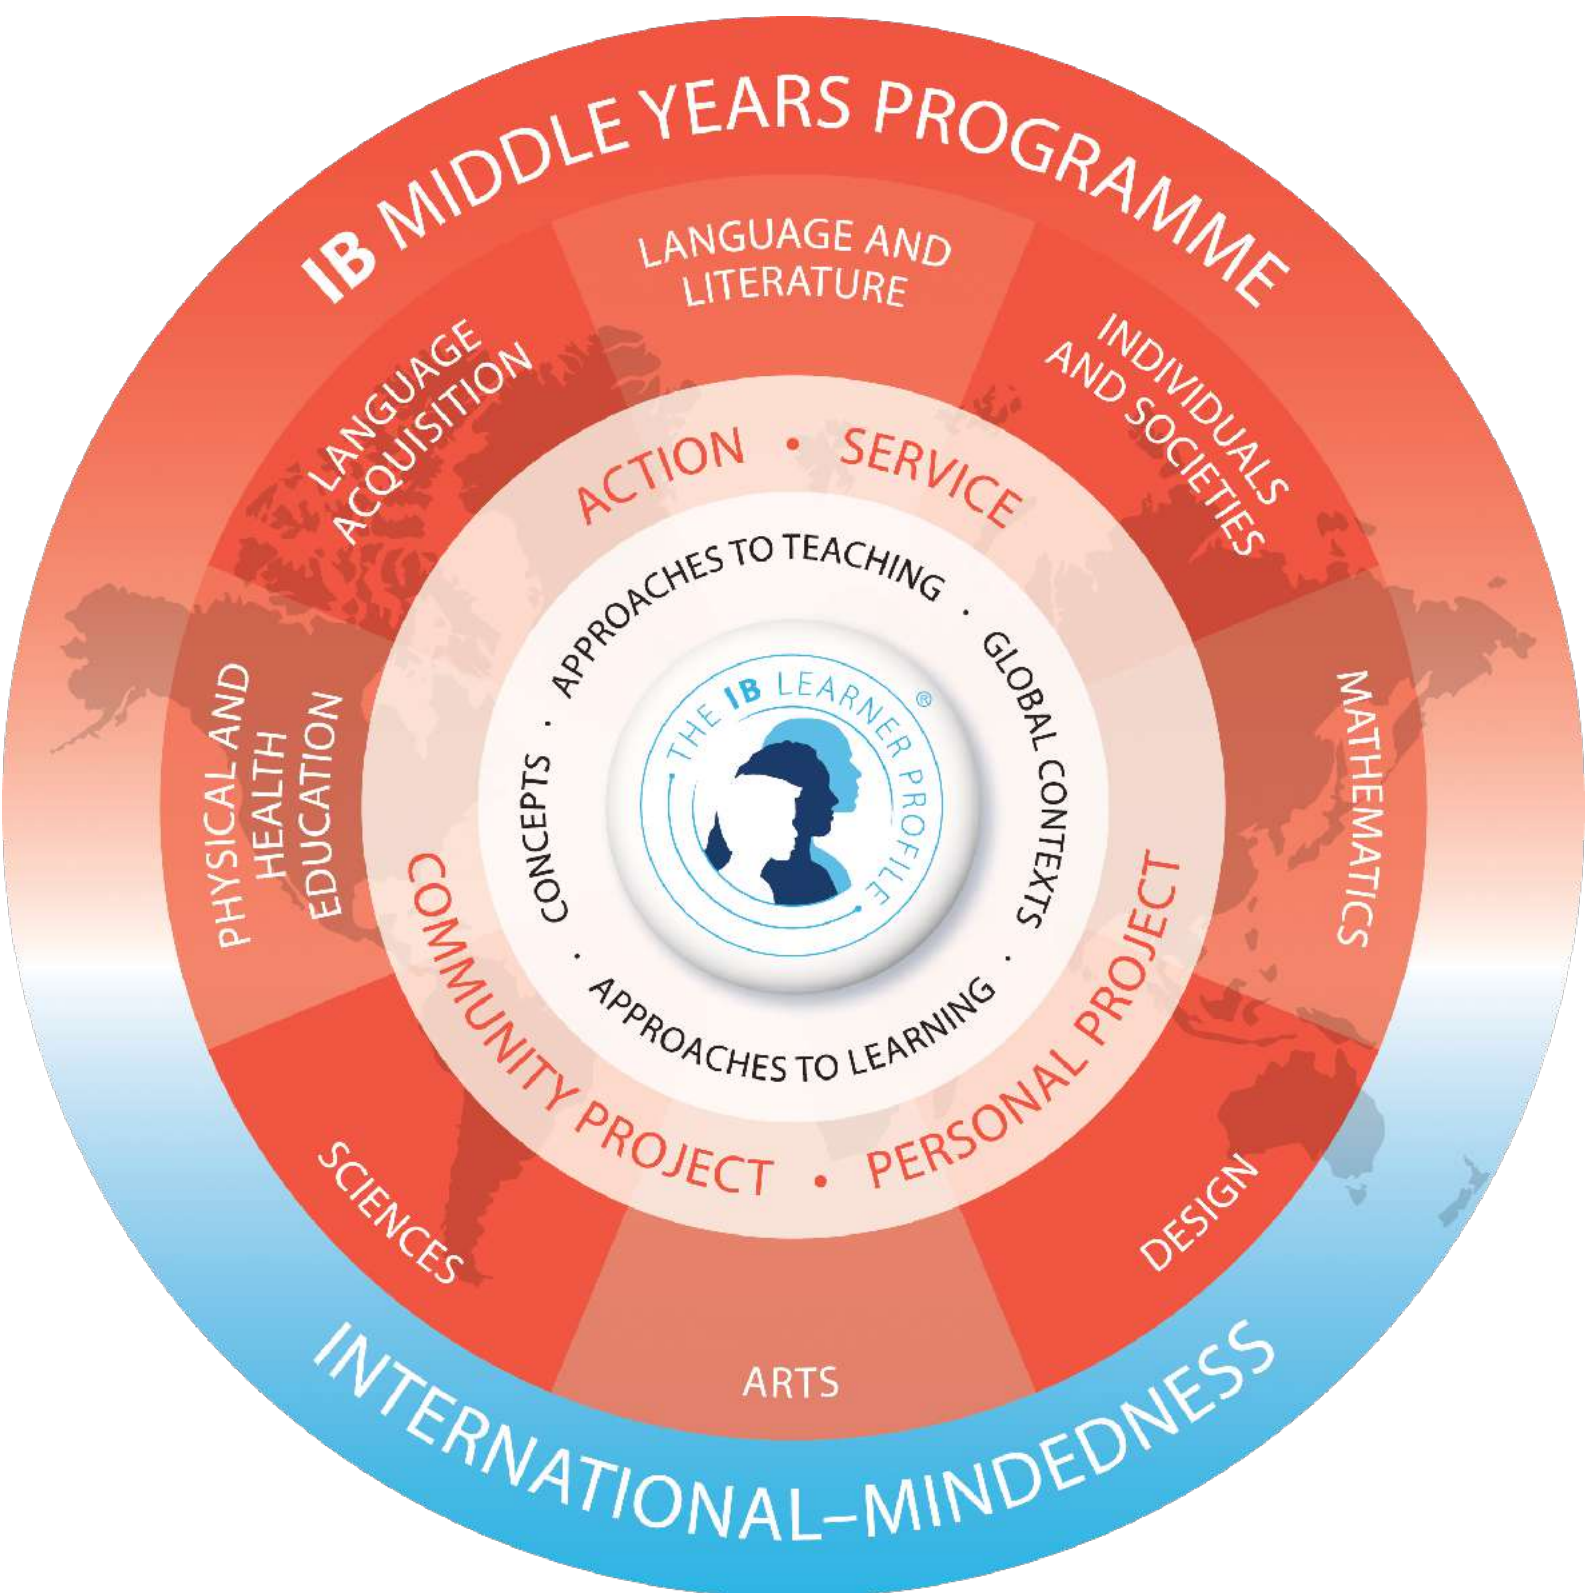 IB MIDDLE YEARS PROGRAMME
LANGUAGE AND
LITERATURE
INDIVIDUALS
AND SOCIETIES
MATHEMATICS
DESIGN
ARTS
SCIENCES
PHYSICAL AND
HEALTH
EDUCATION
LANGUAGE
ACQUISITION
ACTION • SERVICE
COMMUNITY PROJECT • PERSONAL PROJECT
APPROACHES TO TEACHING · GLOBAL CONTEXTS ·
CONCEPTS ·
· APPROACHES TO LEARNING
THE IB LEARNER PROFILE ®
INTERNATIONAL–MINDEDNESS